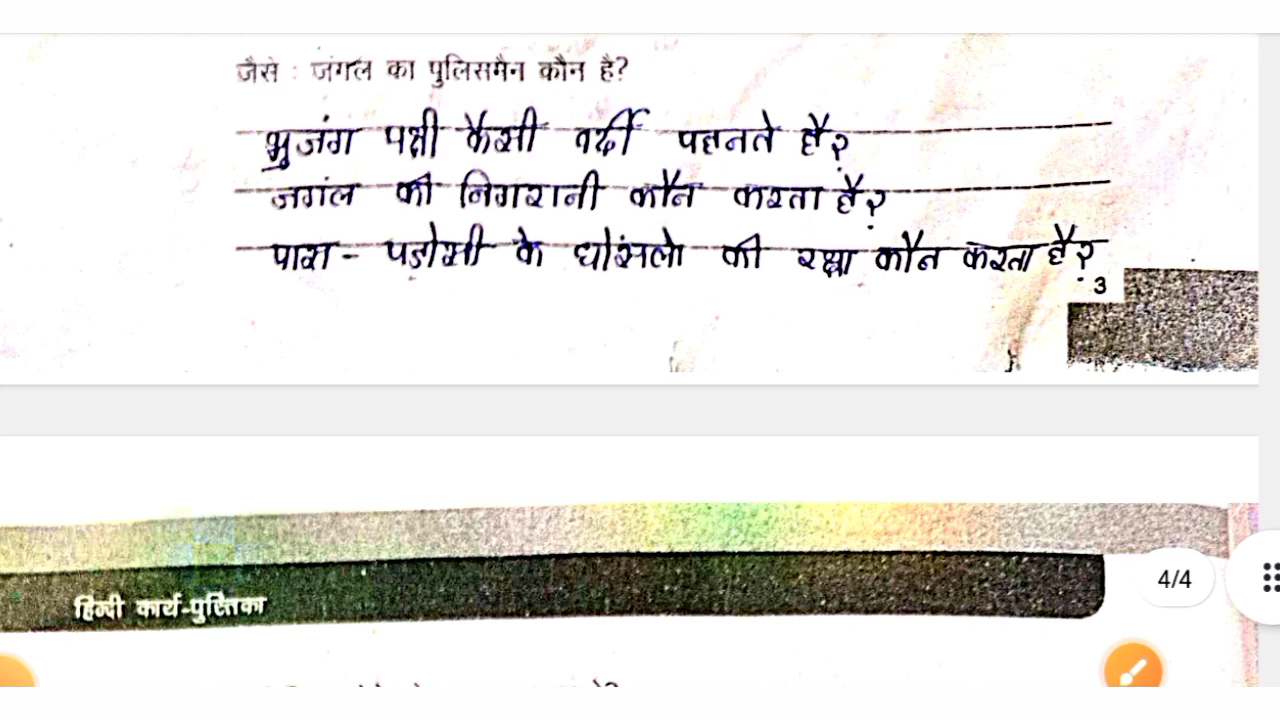 जैसे : जंगल का पुलिसमैन कौन है?
भुजंग पक्षी कैसी वर्दी पहनते है?
जगंल की निगरानी कौन करता है?
पास - पडोसी के घोंसलो की रक्षा कौन करता है?
3
4/4
हिन्दी कार्य-पुस्तिका